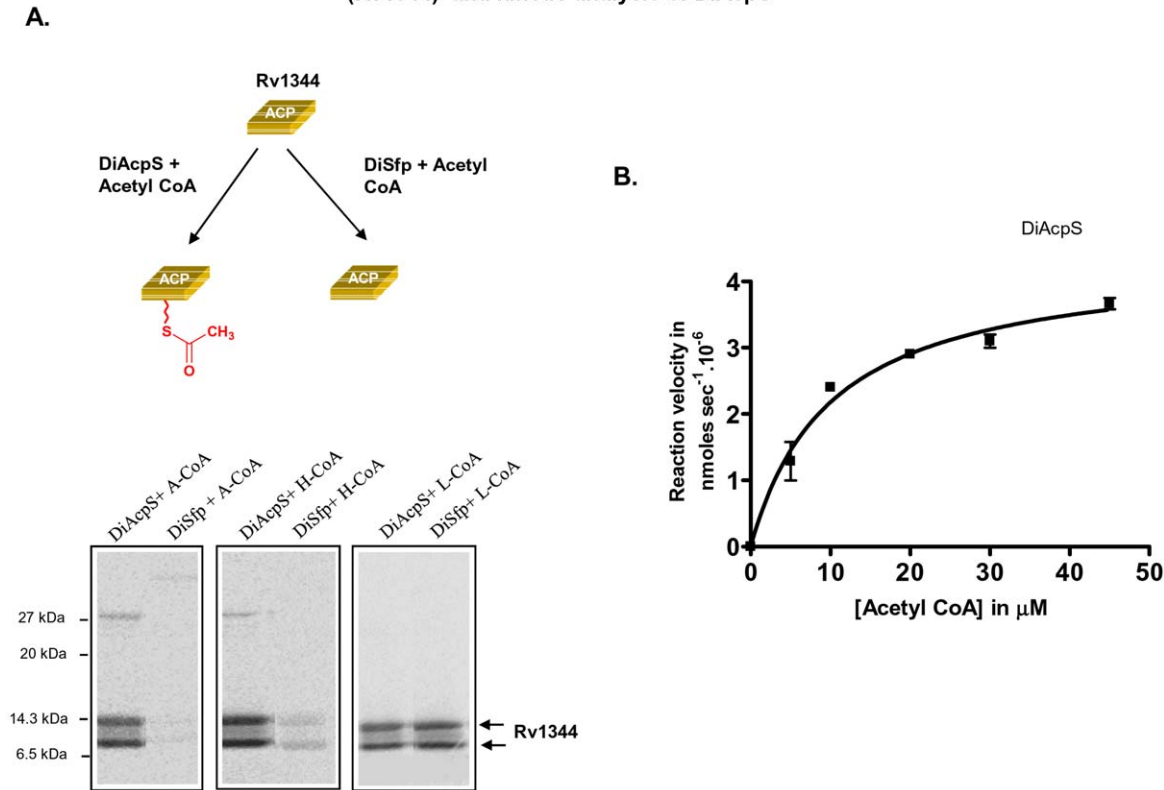 A.
Rv1344
ACP
DiAcpS +
Acetyl CoA
DiSfp + Acetyl
CoA
ACP
ACP
S
CH3
O
DiAcpS+ A-CoA
DiSfp + A-CoA
DiAcpS+ H-CoA
DiSfp+ H-CoA
DiAcpS+ L-CoA
DiSfp+ L-CoA
27 kDa
20 kDa
14.3 kDa
6.5 kDa
Rv1344
B.
DiAcpS
Reaction velocity in
nmoles sec-1.10-6
4
3
2
1
0
0 10 20 30 40 50
[Acetyl CoA] in μM